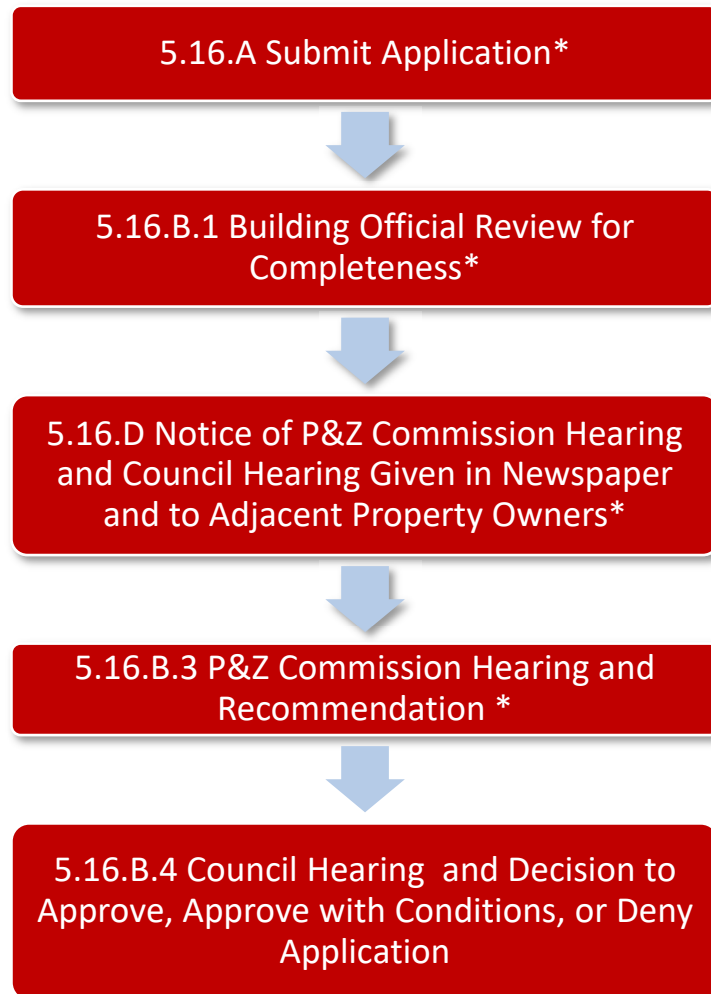 5.16.A Submit Application*
5.16.B.1 Building Official Review for
Completeness*
5.16.D Notice of P&Z Commission Hearing
and Council Hearing Given in Newspaper
and to Adjacent Property Owners*
5.16.B.3 P&Z Commission Hearing and
Recommendation *
5.16.B.4 Council Hearing  and Decision to
Approve, Approve with Conditions, or Deny
Application